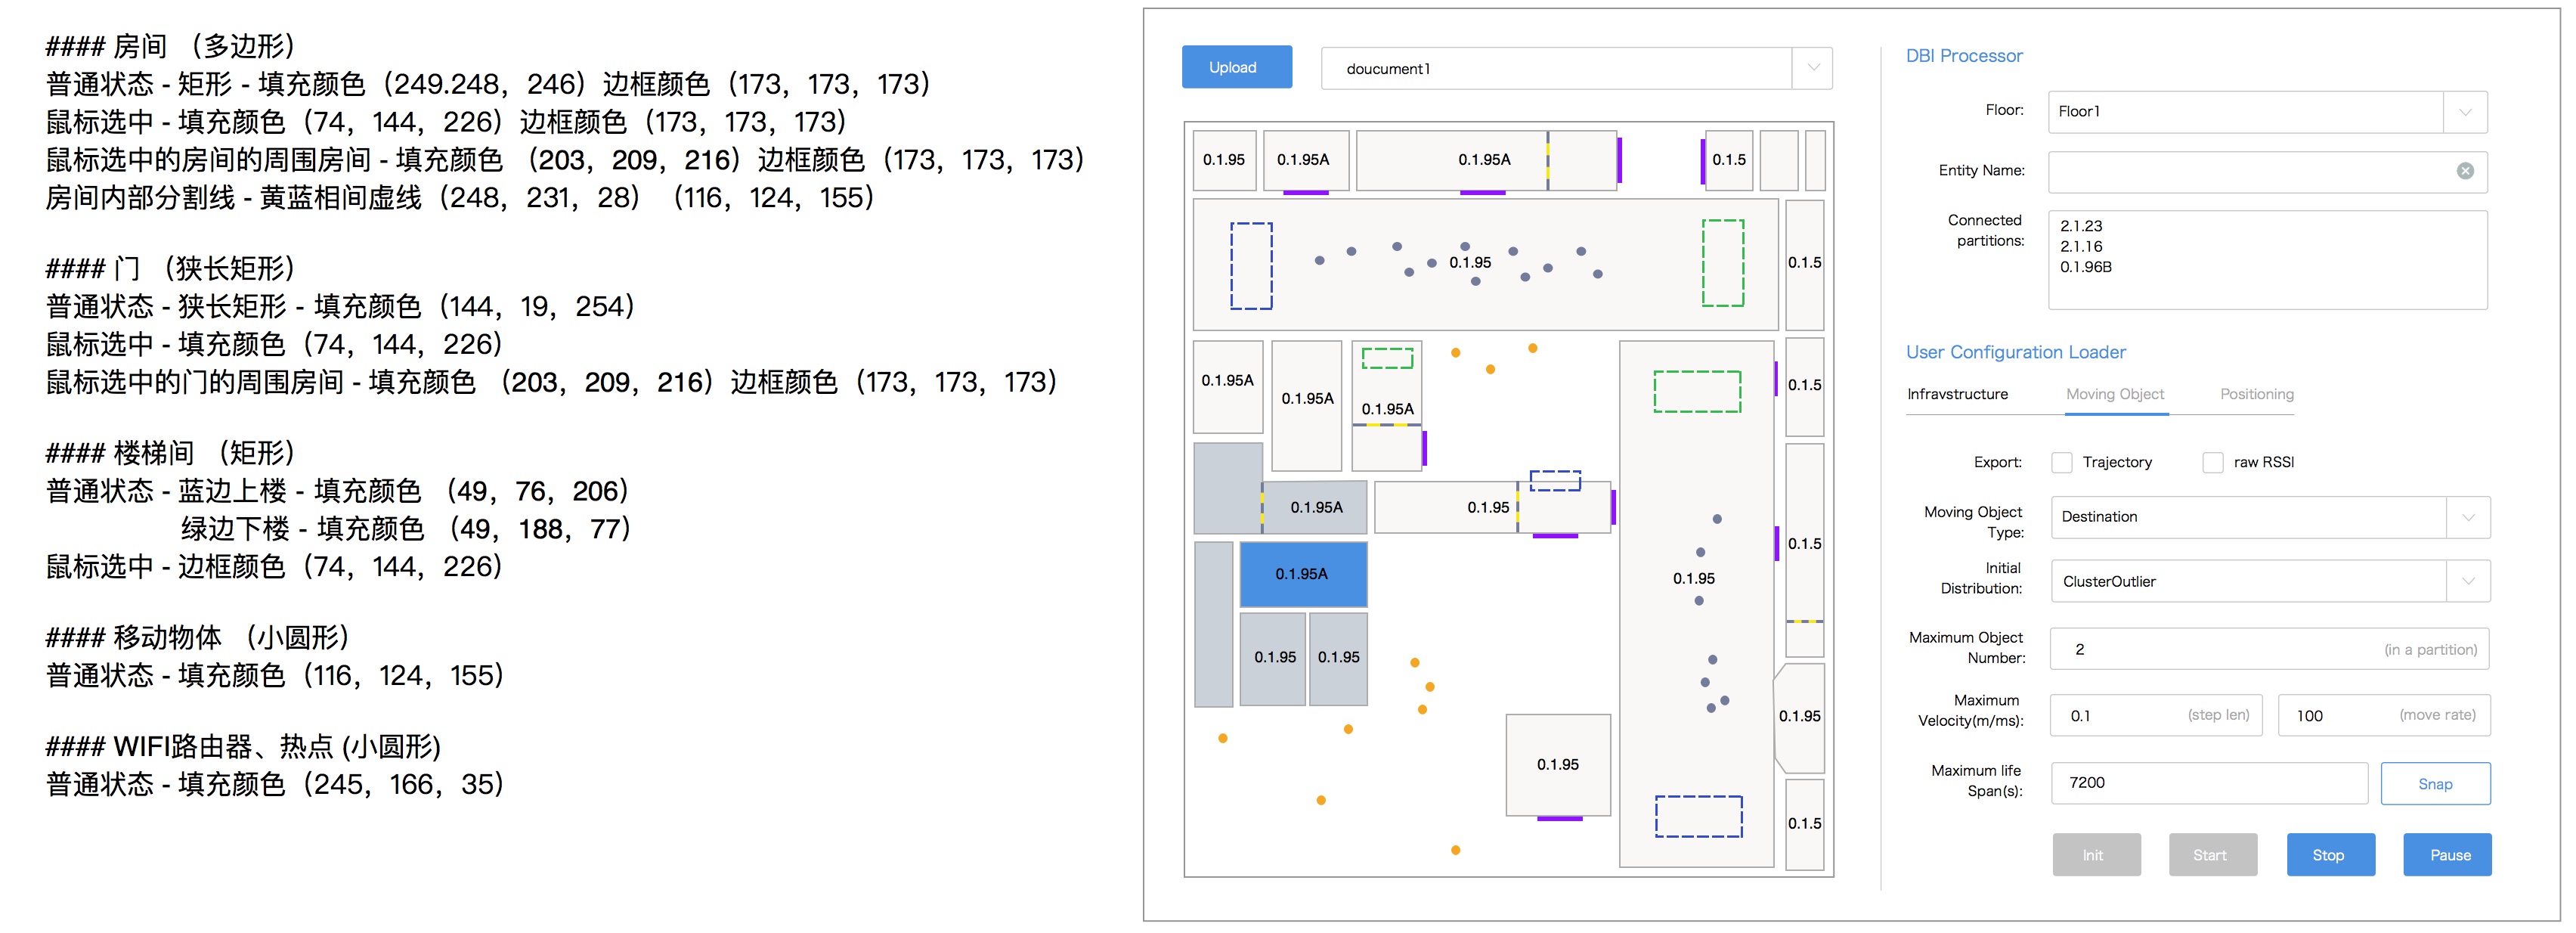 #### 房间 （多边形）
普通状态 - 矩形 - 填充颜色（249.248，246）边框颜色（173，173，173）
鼠标选中 - 填充颜色（74，144，226）边框颜色（173，173，173）
鼠标选中的房间的周围房间 - 填充颜色 （203，209，216）边框颜色（173，173，173）
房间内部分割线 - 黄蓝相间虚线（248，231，28）（116，124，155）
#### 门 （狭长矩形）
普通状态 - 狭长矩形 - 填充颜色（144，19，254）
鼠标选中 - 填充颜色（74，144，226）
鼠标选中的门的周围房间 - 填充颜色 （203，209，216）边框颜色（173，173，173）
#### 楼梯间 （矩形）
普通状态 - 蓝边上楼 - 填充颜色 （49，76，206）
绿边下楼 - 填充颜色 （49，188，77）
鼠标选中 - 边框颜色（74，144，226）
#### 移动物体 （小圆形）
普通状态 - 填充颜色（116，124，155）
#### WIFI路由器、热点 (小圆形)
普通状态 - 填充颜色（245，166，35）
Upload
doucument1
0.1.95
0.1.95A
0.1.95A
0.1.5
0.1.95
0.1.5
0.1.95A
0.1.95A
0.1.95A
0.1.5
0.1.95A
0.1.95
0.1.5
0.1.95A
0.1.95
0.1.95
0.1.95
0.1.95
0.1.95
0.1.5
DBI Processor
Floor:
Floor1
Entity Name:
Connected
partitions:
2.1.23
2.1.16
0.1.96B
User Configuration Loader
Infravstructure
Moving Object
Positioning
Export:
Trajectory
raw RSSI
Moving Object
Type:
Destination
Initial
Distribution:
ClusterOutlier
Maximum Object
Number:
2
(in a partition)
Maximum
Velocity(m/ms):
0.1
(step len)
100
(move rate)
Maximum life
Span(s):
7200
Snap
Init
Start
Stop
Pause